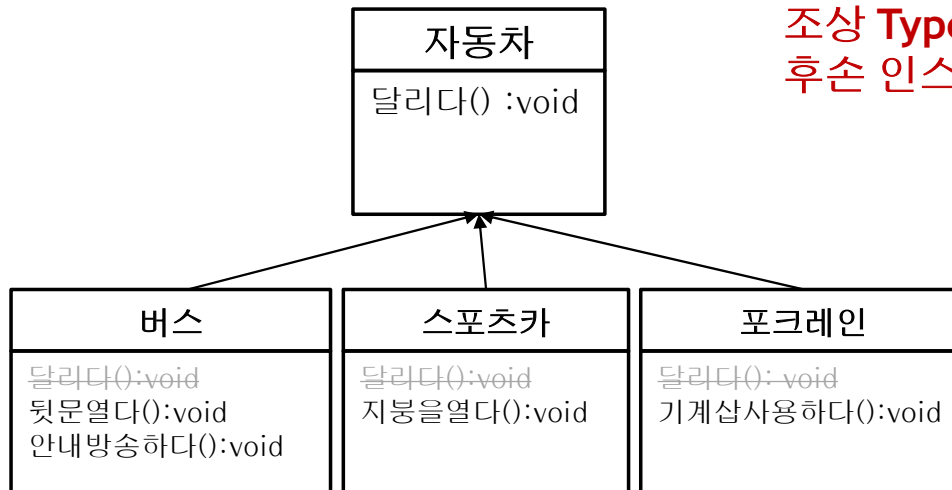 조상 Type
후손 인스
자동차
달리다() :void
버스
달리다():void
뒷문열다():void
안내방송하다():void
스포츠카
달리다():void
지붕을열다():void
포크레인
달리다(): void
기계삽사용하다():void